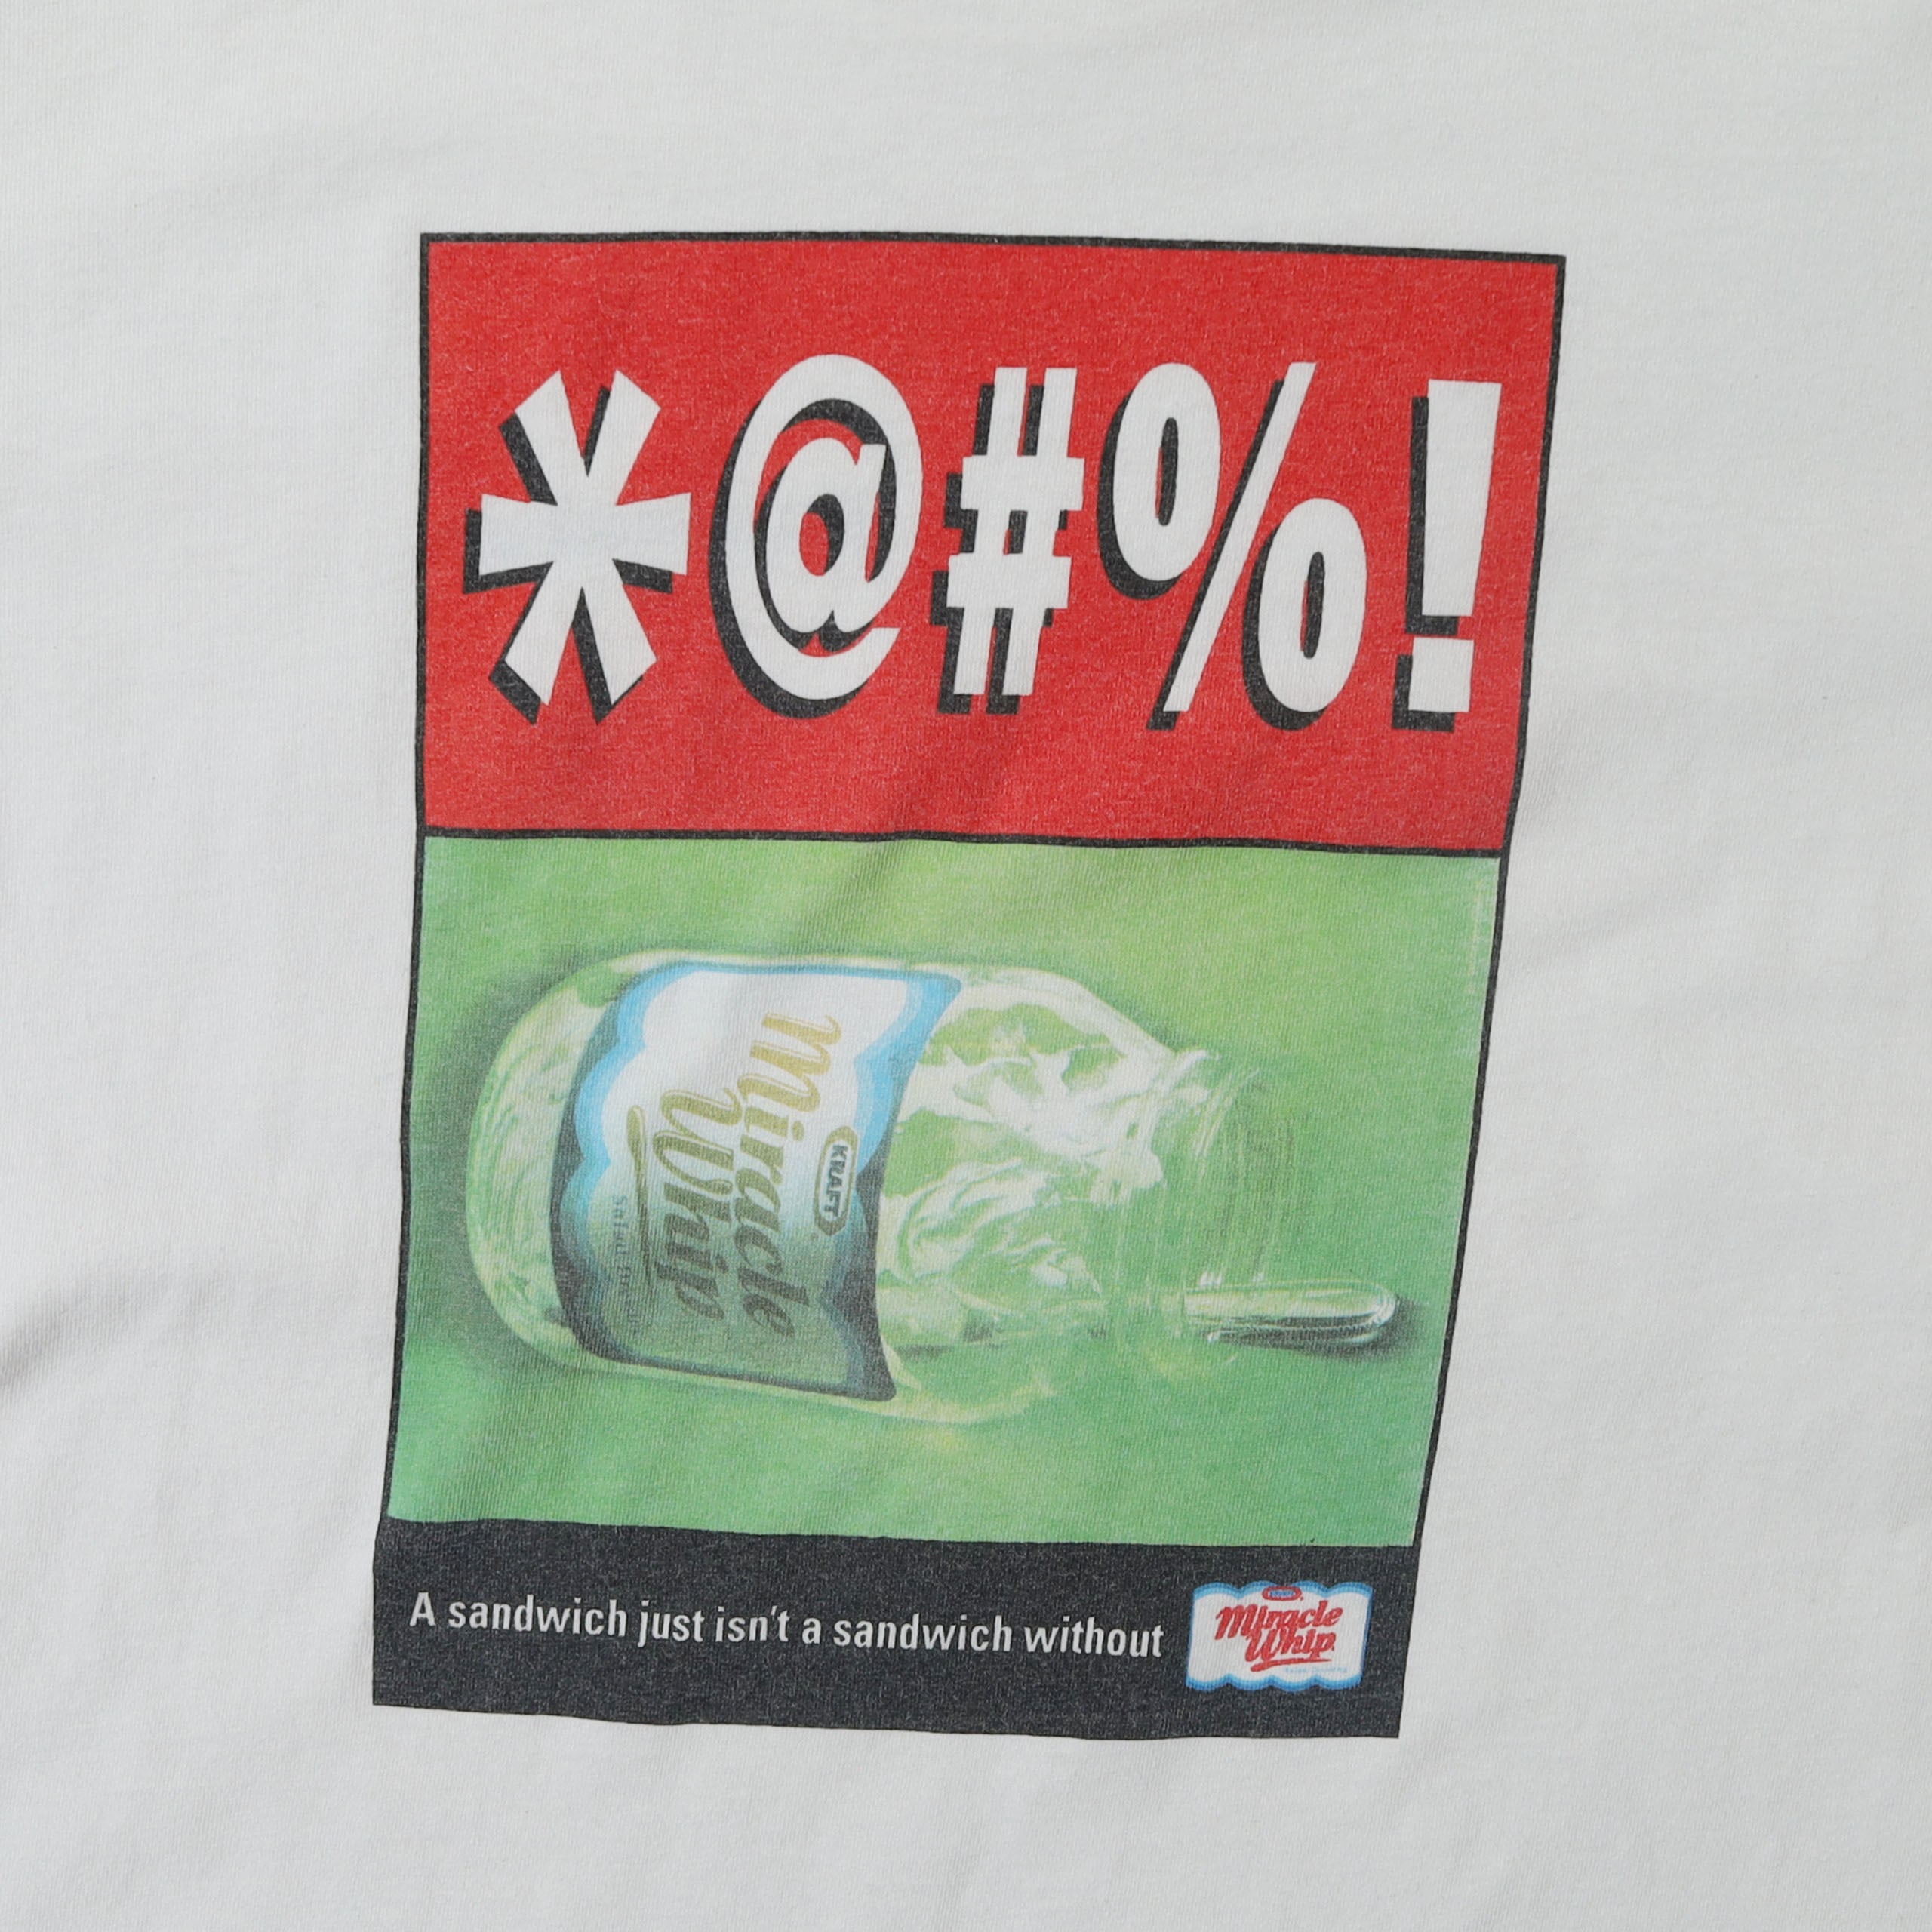 *@#%!
KRAFT
Miracle
Whip
A sandwich just isn't a sandwich without
Miracle
Whip